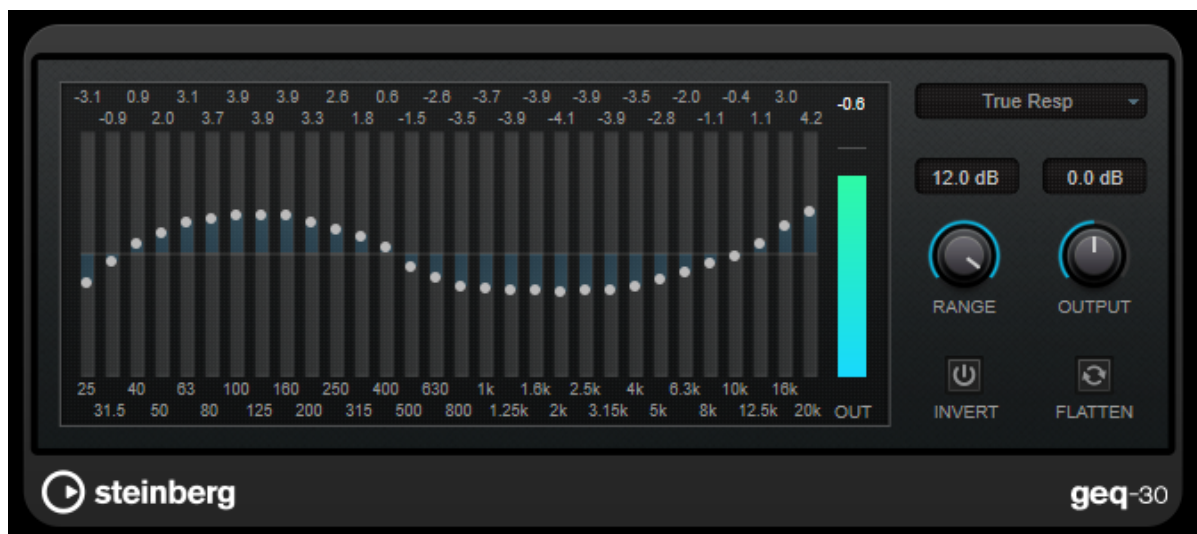 -3.1 0.9 3.1 3.9 3.9 2.6 0.6 -2.6 -3.7 -3.9 -3.9 -3.5 -2.0 -0.4 3.0 -0.6
-0.9 2.0 3.7 3.9 3.3 1.8 -1.5 -3.5 -3.9 -4.1 -3.9 -2.8 -1.1 1.1 4.2
True Resp
12.0 dB 0.0 dB
RANGE OUTPUT
25 40 63 100 160 250 400 630 1k 1.6k 2.5k 4k 6.3k 10k 16k
31.5 50 80 125 200 315 500 800 1.25k 2k 3.15k 5k 8k 12.5k 20k OUT
INVERT FLATTEN
steinberg
geq-30